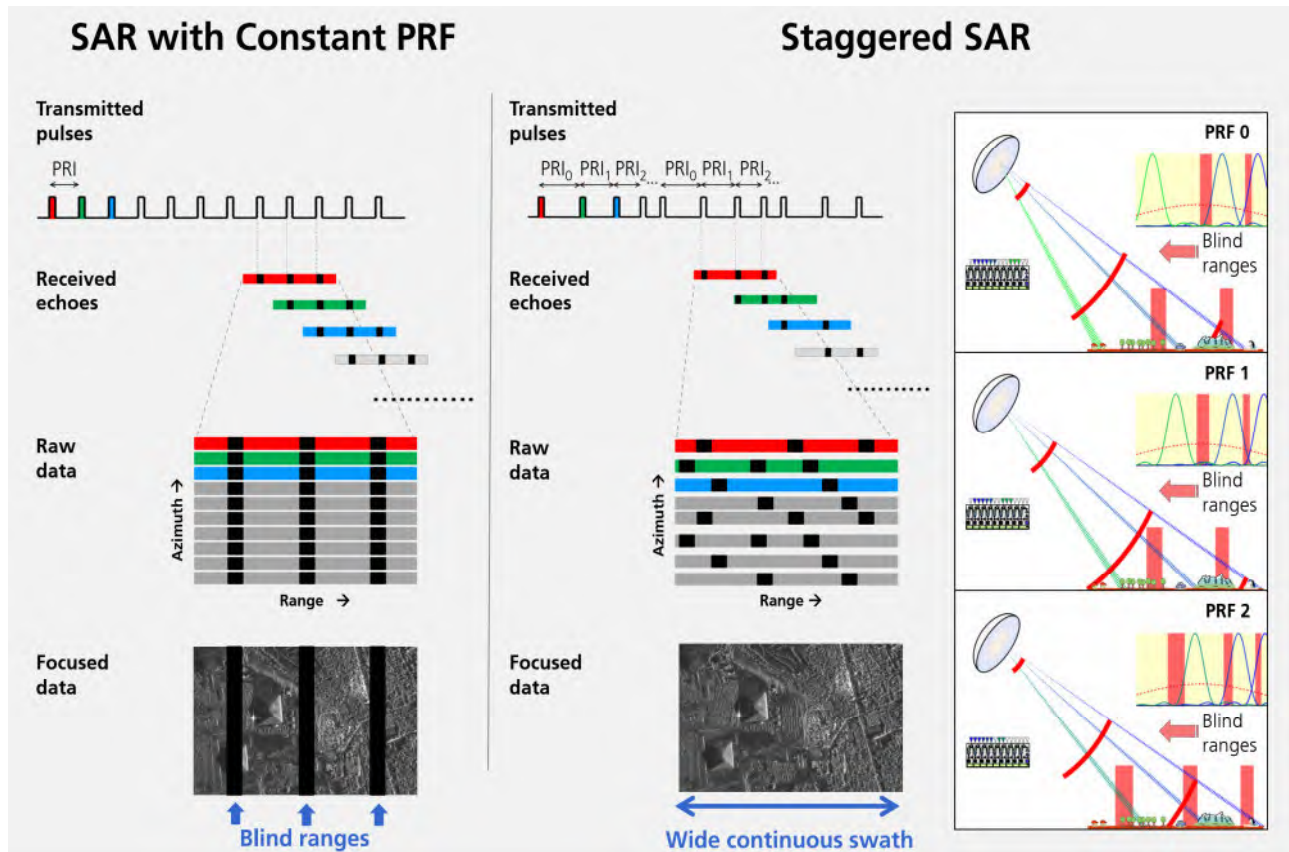 SAR with Constant PRF
Transmitted
pulses
PRI
Received
echoes
Raw
data
Azimuth →
Range →
Focused
data
Blind ranges
Staggered SAR
Transmitted
pulses
PRI₀ PRI₁ PRI₂... PRI₀ PRI₁ PRI₂...
Received
echoes
Raw
data
Azimuth →
Range →
Focused
data
Wide continuous swath
PRF 0
Blind
ranges
PRF 1
Blind
ranges
PRF 2
Blind
ranges